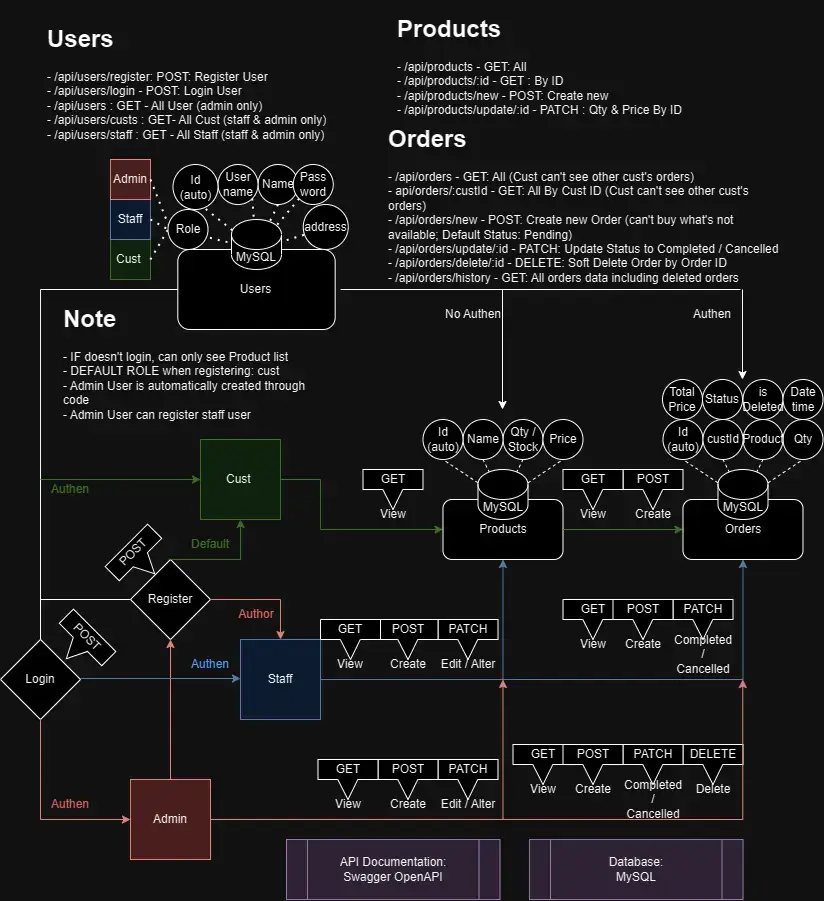 Users
- /api/users/register: POST: Register User
- /api/users/login - POST: Login User
- /api/users : GET - All User (admin only)
- /api/users/custs : GET- All Cust (staff & admin only)
- /api/users/staff : GET - All Staff (staff & admin only)
Products
- /api/products - GET: All
- /api/products/:id - GET : By ID
- /api/products/new - POST: Create new
- /api/products/update/:id - PATCH : Qty & Price By ID
Orders
- /api/orders - GET: All (Cust can't see other cust's orders)
- api/orders/:custId - GET: All By Cust ID (Cust can't see other cust's
orders)
- /api/orders/new - POST: Create new Order (can't buy what's not
available; Default Status: Pending)
- /api/orders/update/:id - PATCH: Update Status to Completed / Cancelled
- /api/orders/delete/:id - DELETE: Soft Delete Order by Order ID
- /api/orders/history - GET: All orders data including deleted orders
Admin
Staff
Cust
Id
(auto)
User
name
Name
Pass
word
Role
address
MySQL
Users
Note
- IF doesn't login, can only see Product list
- DEFAULT ROLE when registering: cust
- Admin User is automatically created through
code
- Admin User can register staff user
No Authen
Authen
Total
Price
Status
is
Deleted
Date
time
Id
(auto)
custId
Product
Qty
Id
(auto)
Name
Qty /
Stock
Price
MySQL
Products
MySQL
Orders
Authen
Cust
GET
View
GET
POST
View
Create
POST
Default
Register
Author
POST
Login
Authen
Staff
GET
POST
PATCH
View
Create
Edit / Alter
GET
POST
PATCH
View
Create
Completed
/
Cancelled
Authen
Admin
GET
POST
PATCH
View
Create
Edit / Alter
GET
POST
PATCH
DELETE
View
Create
Completed
/
Cancelled
Delete
API Documentation:
Swagger OpenAPI
Database:
MySQL